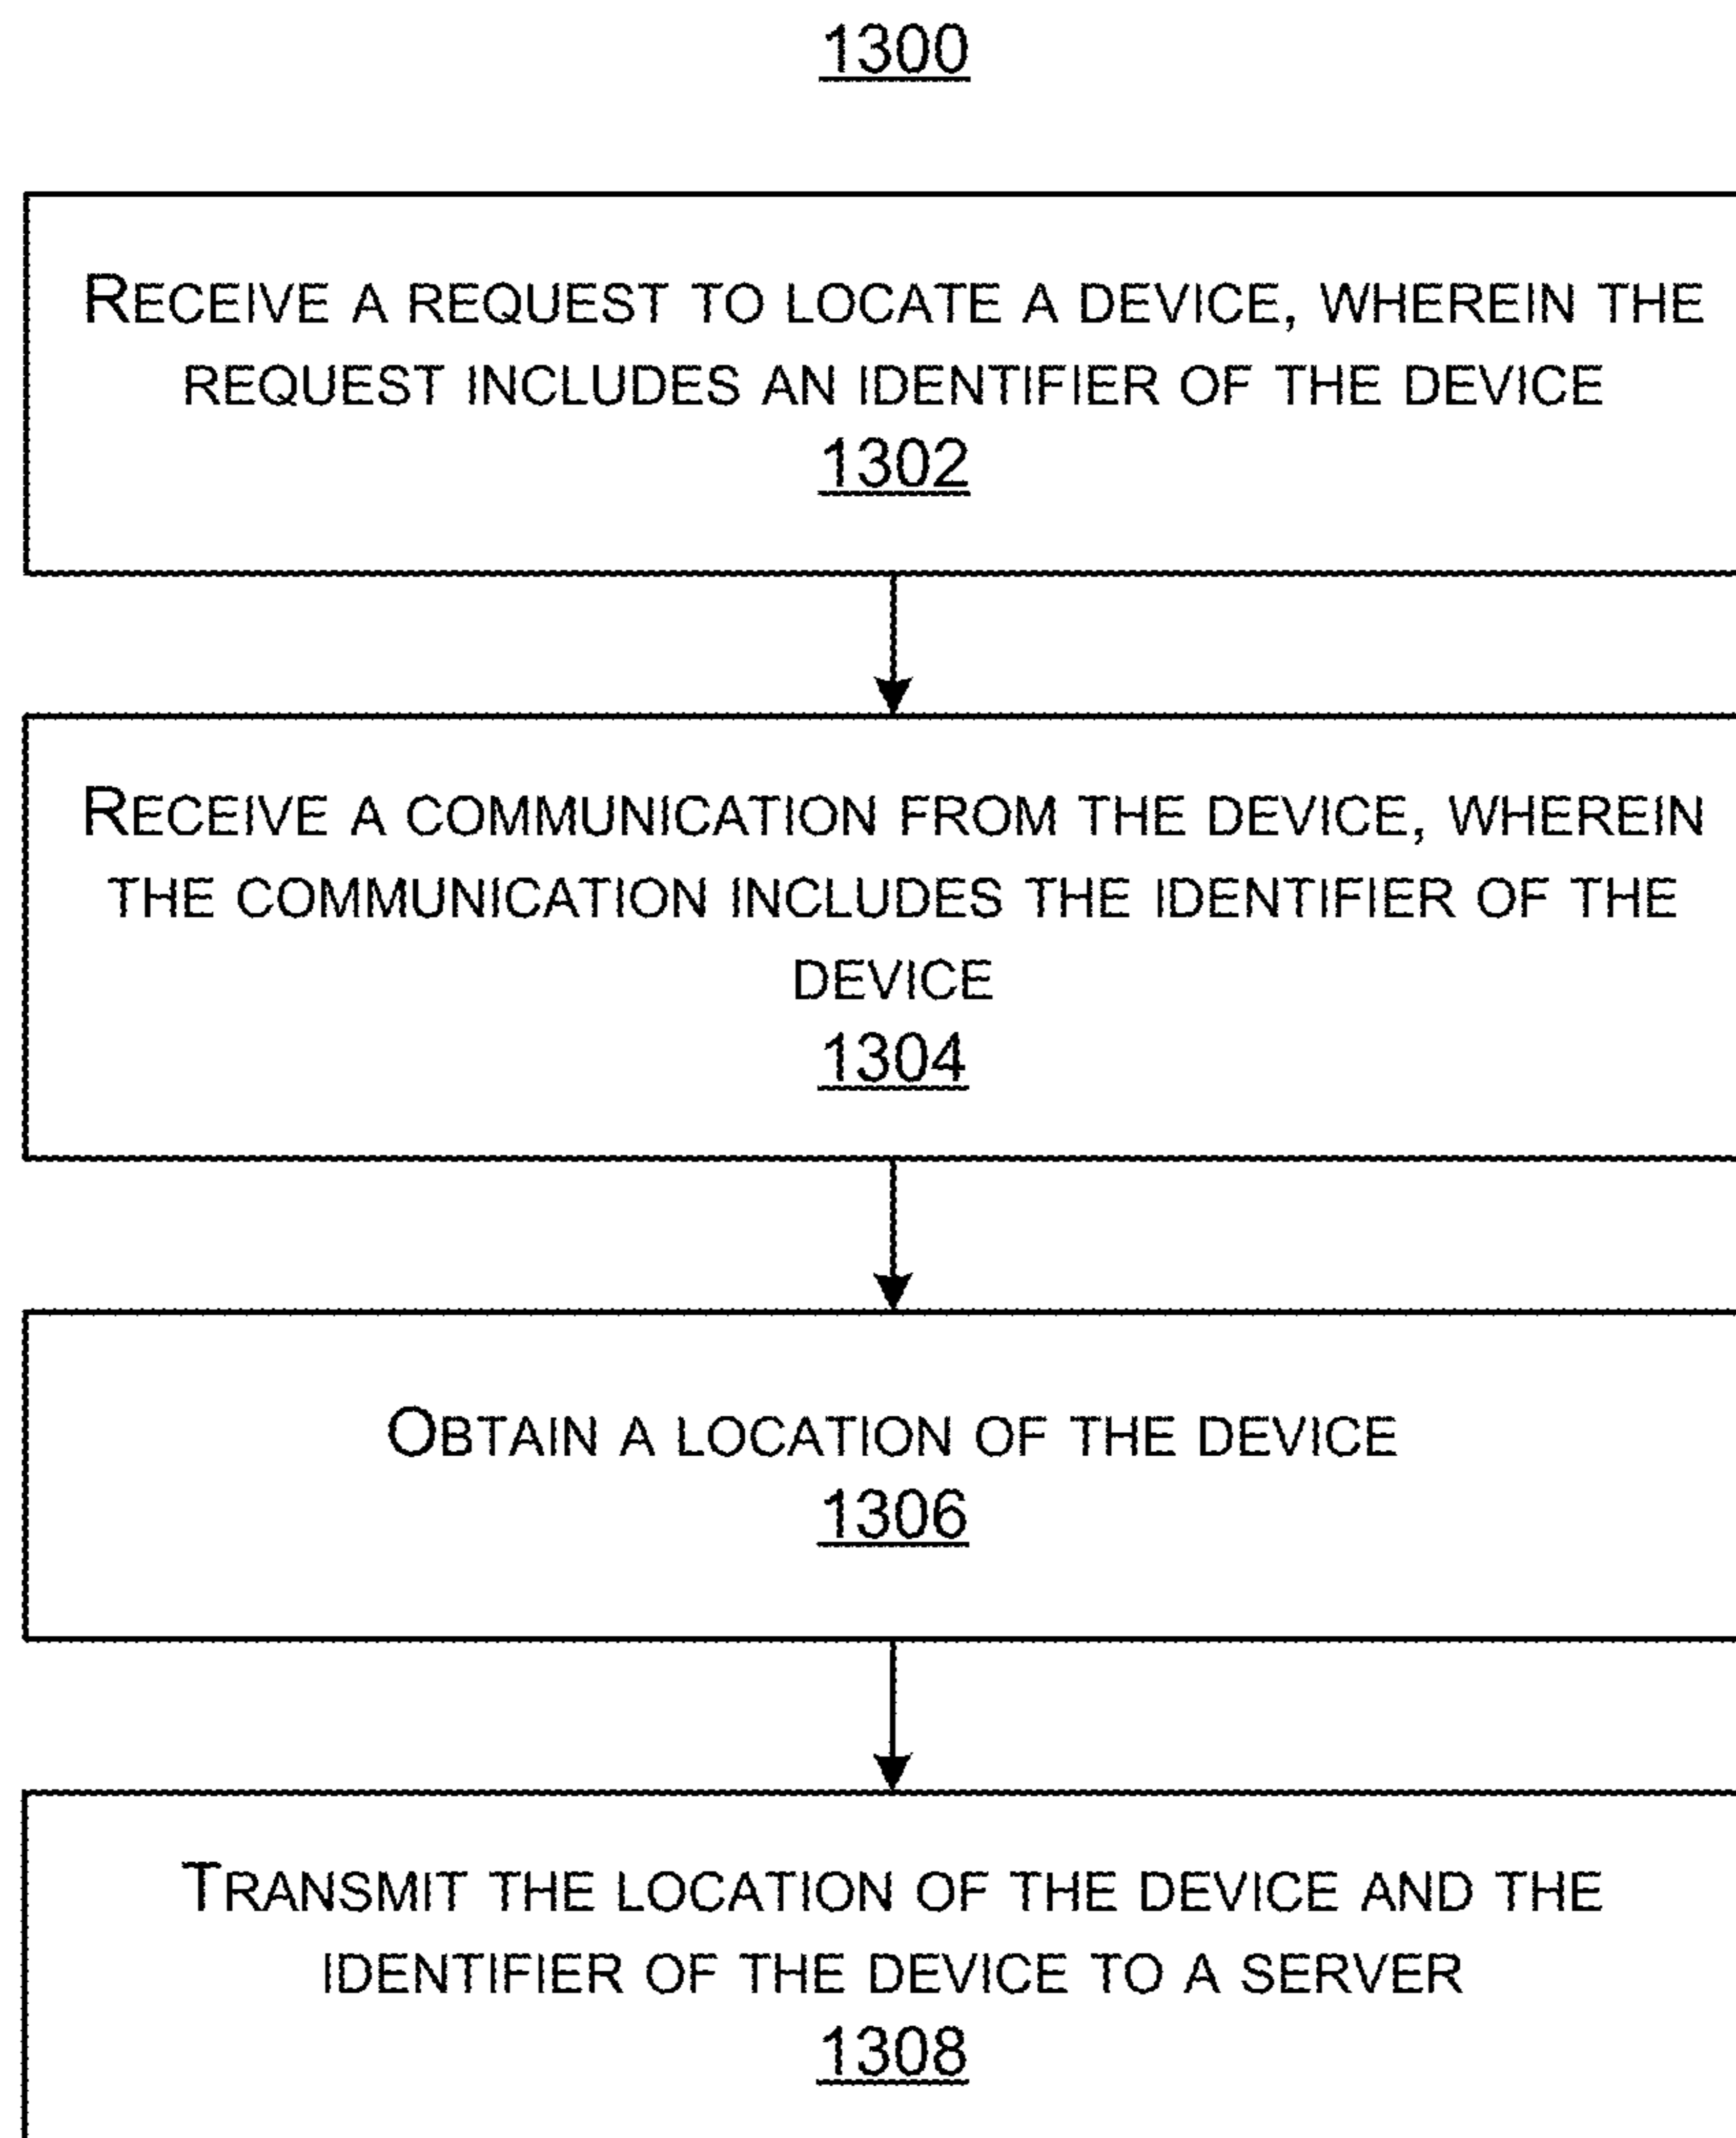 1300
RECEIVE A REQUEST TO LOCATE A DEVICE, WHEREIN THE
REQUEST INCLUDES AN IDENTIFIER OF THE DEVICE
1302
RECEIVE A COMMUNICATION FROM THE DEVICE, WHEREIN
THE COMMUNICATION INCLUDES THE IDENTIFIER OF THE
DEVICE
1304
OBTAIN A LOCATION OF THE DEVICE
1306
TRANSMIT THE LOCATION OF THE DEVICE AND THE
IDENTIFIER OF THE DEVICE TO A SERVER
1308